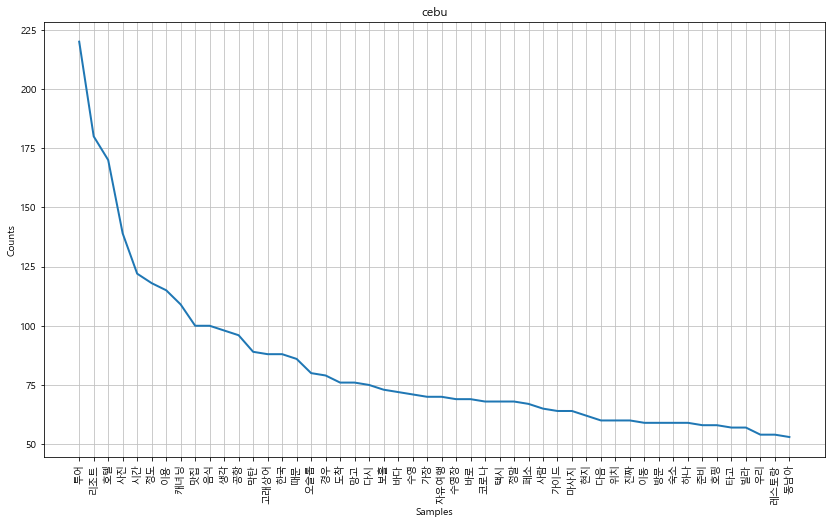 cebu
225
200
175
150
125
100
75
50
Counts
투어
리조트
호텔
사진
시간
정도
이용
캐녀닝
맛집
음식
생각
공항
막탄
고래상어
한국
때문
오슬롭
경우
도착
망고
다시
보홀
바다
수영
가장
자유여행
수영장
바로
코로나
택시
정말
페소
사람
가이드
마사지
현지
다음
위치
진짜
이동
방문
숙소
하나
준비
호핑
타고
빌라
우리
레스토랑
동남아
Samples